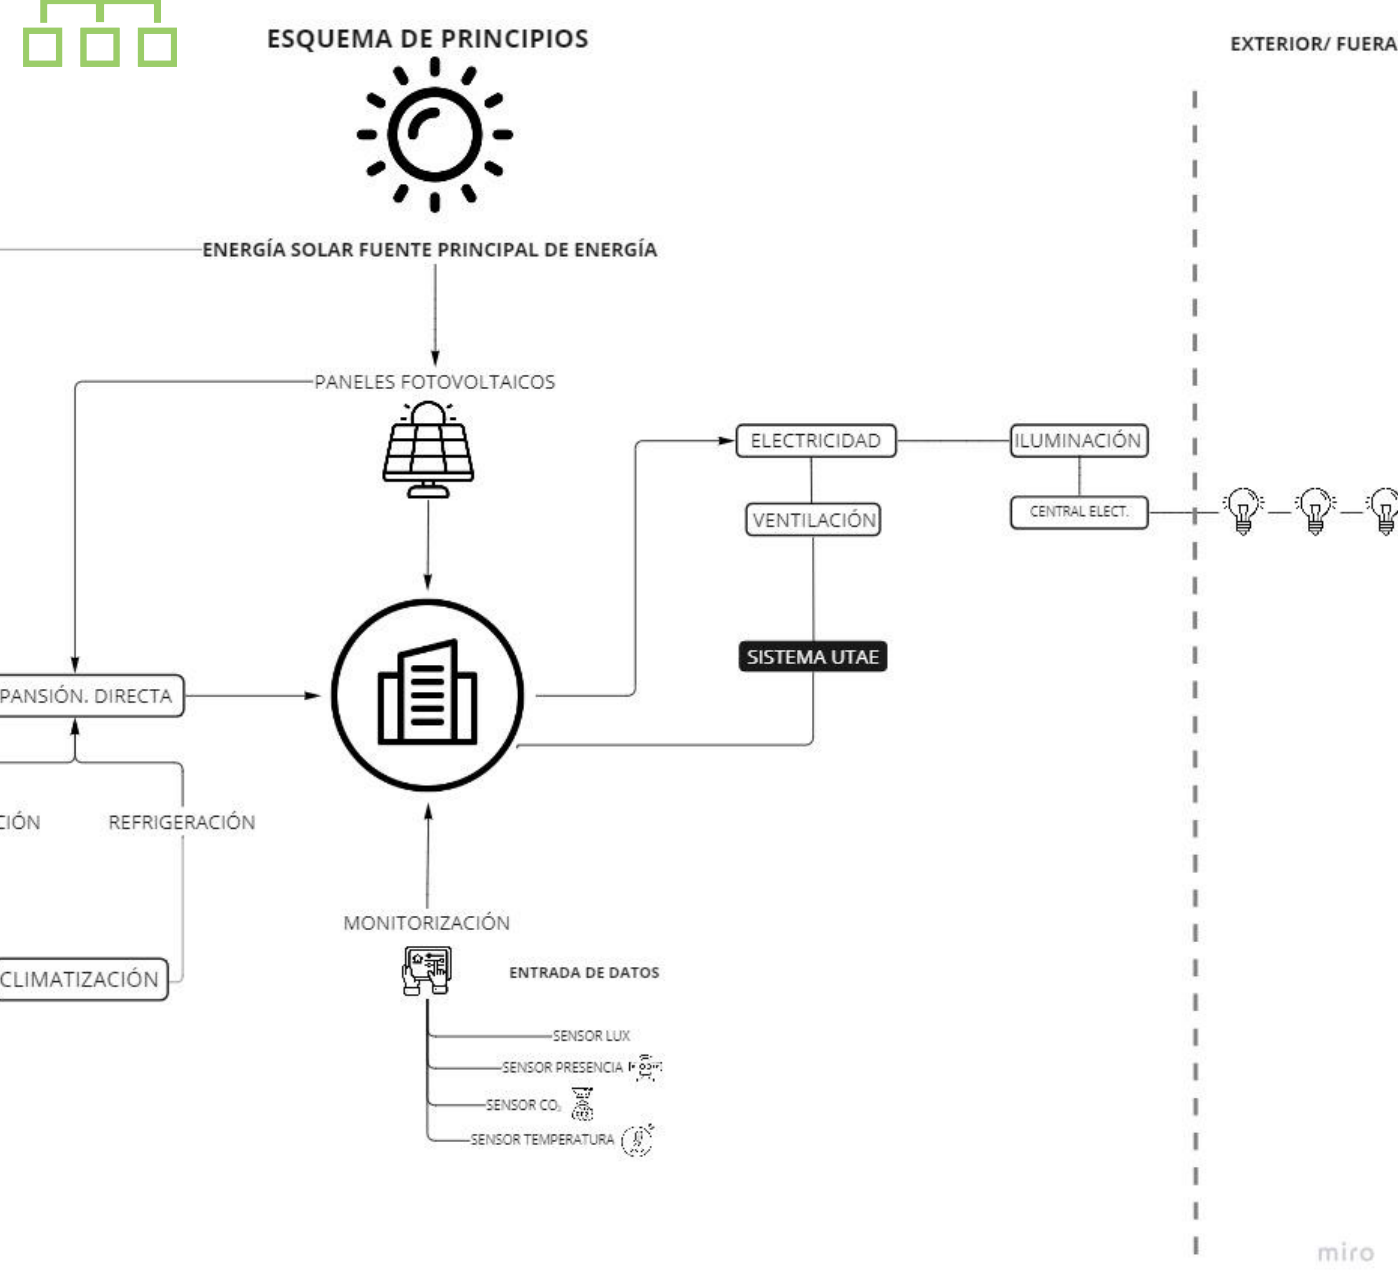 ESQUEMA DE PRINCIPIOS
EXTERIOR/ FUERA
ENERGÍA SOLAR FUENTE PRINCIPAL DE ENERGÍA
PANELES FOTOVOLTAICOS
ELECTRICIDAD
ILUMINACIÓN
VENTILACIÓN
CENTRAL ELECT.
SISTEMA UTAE
PANSIÓN. DIRECTA
CIÓN
REFRIGERACIÓN
MONITORIZACIÓN
CLIMATIZACIÓN
ENTRADA DE DATOS
SENSOR LUX
SENSOR PRESENCIA
SENSOR CO₂
SENSOR TEMPERATURA
miro